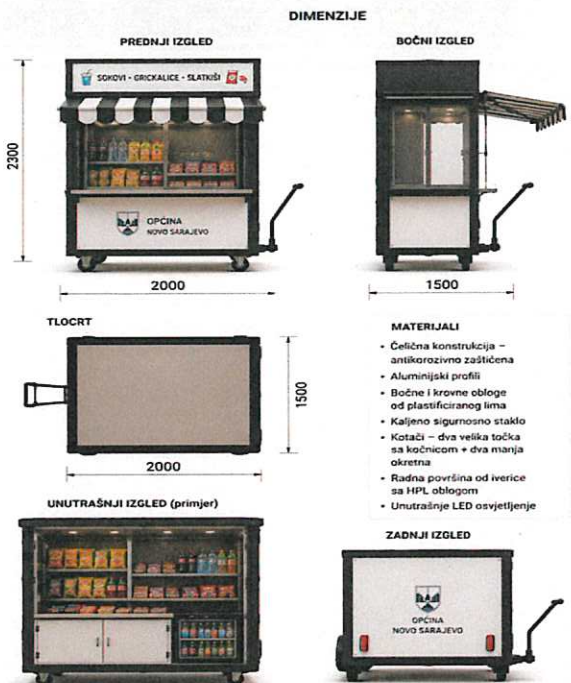 DIMENZIJE
PREDNJI IZGLED
BOČNI IZGLED
SOKOVI - GRICKALICE - SLATKIŠI
2300
OPĆINA
NOVO SARAJEVO
2000
1500
TLOCRT
1500
2000
MATERIJALI
• Čelična konstrukcija –
antikorozivno zaštićena
• Aluminijski profili
• Bočne i krovne obloge
od plastificiranog lima
• Kaljeno sigurnosno staklo
• Kotači – dva velika točka
sa kočnicom + dva manja
okretna
• Radna površina od iverice
sa HPL oblogom
• Unutrašnje LED osvjetljenje
UNUTRAŠNJI IZGLED (primjer)
ZADNJI IZGLED
OPĆINA
NOVO SARAJEVO